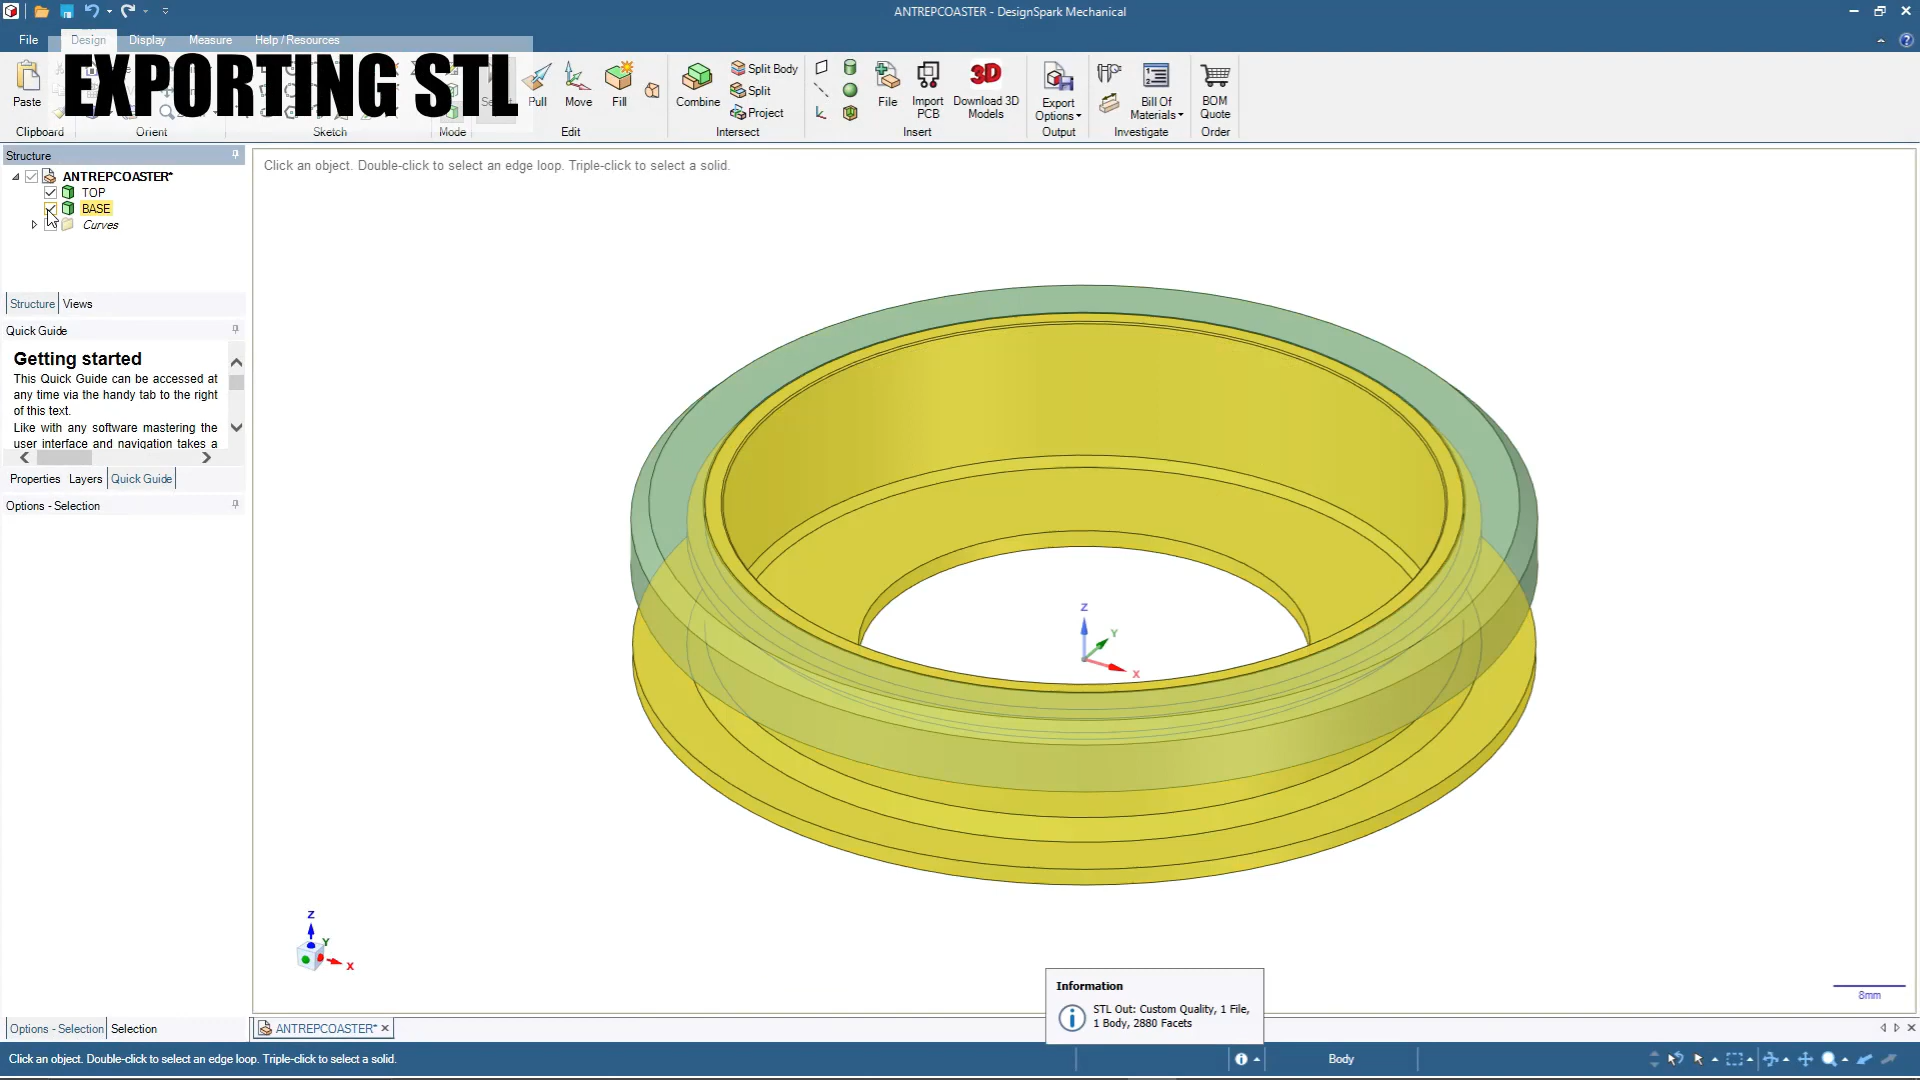 ANTREPCOASTER - DesignSpark Mechanical
File Design Display Measure Help / Resources
EXPORTING STL
Split Body
Split
Project
Paste Pull Move Fill Combine File Import PCB Download 3D Models Export Options Bill Of Materials BOM Quote
3D
Clipboard Orient Sketch Mode Edit Intersect Insert Output Investigate Order
Structure
Click an object. Double-click to select an edge loop. Triple-click to select a solid.
ANTREPCOASTER*
TOP
BASE
Curves
Structure Views
Quick Guide
Getting started
This Quick Guide can be accessed at
any time via the handy tab to the right
of this text.
Like with any software mastering the
user interface and navigation takes a
Properties Layers Quick Guide
Options - Selection
Z
Y
X
Z
Y
X
8mm
Information
STL Out: Custom Quality, 1 File,
1 Body, 2880 Facets
Options - Selection Selection
ANTREPCOASTER*
Click an object. Double-click to select an edge loop. Triple-click to select a solid.
Body